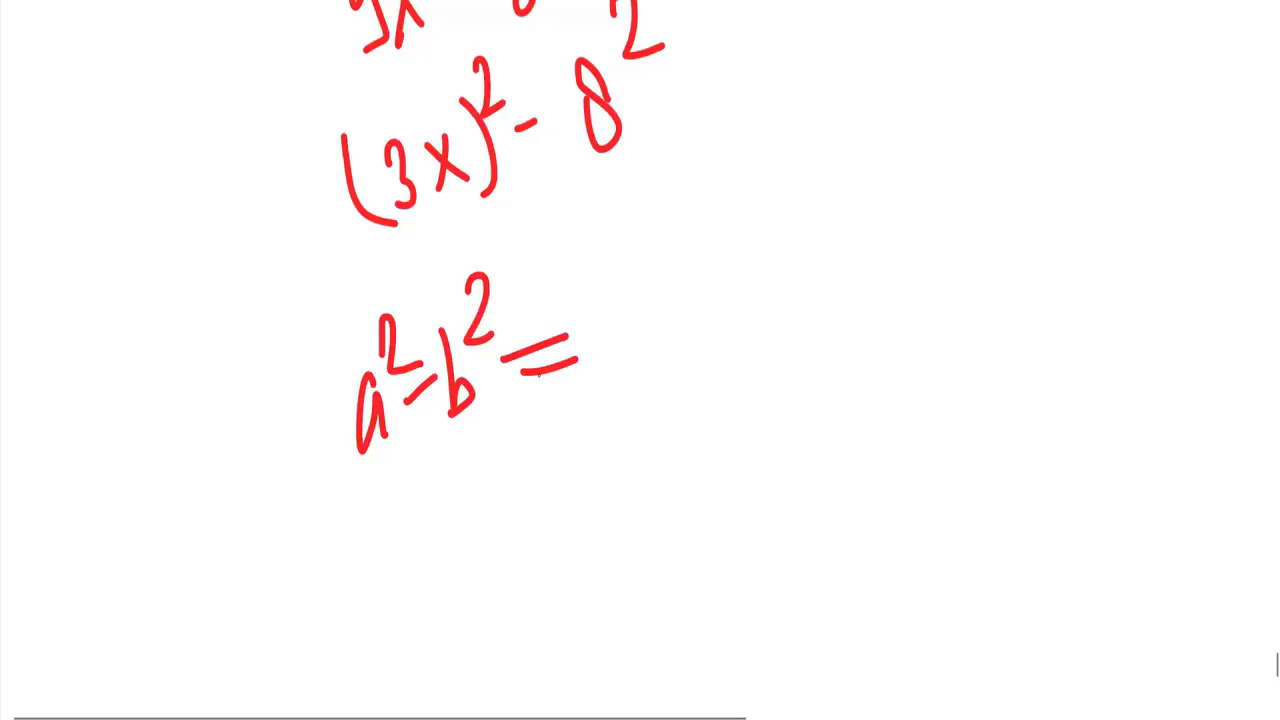 (3x)² - 8²
a² - b² =